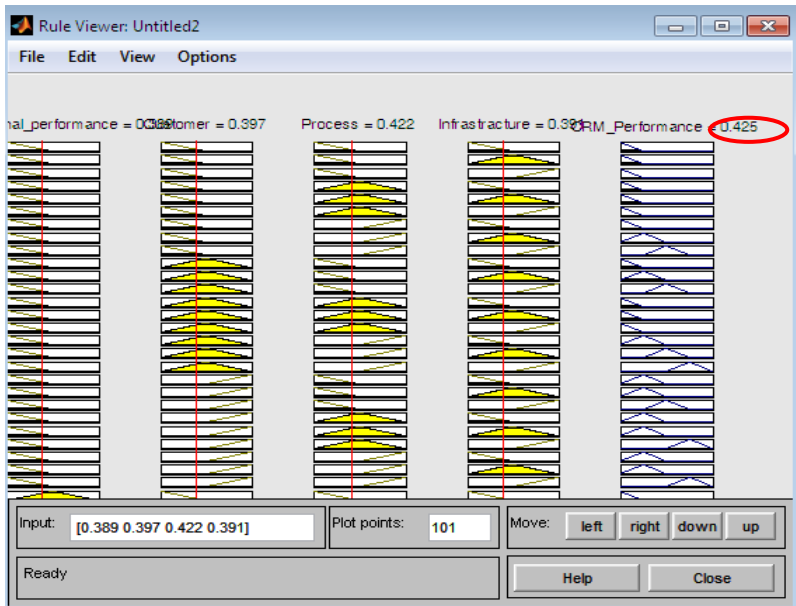 Rule Viewer: Untitled2
File Edit View Options
nal_performance = 0.389 Customer = 0.397 Process = 0.422 Infrastracture = 0.391 CRM_Performance = 0.425
Input: [0.389 0.397 0.422 0.391] Plot points: 101 Move: left right down up
Ready Help Close